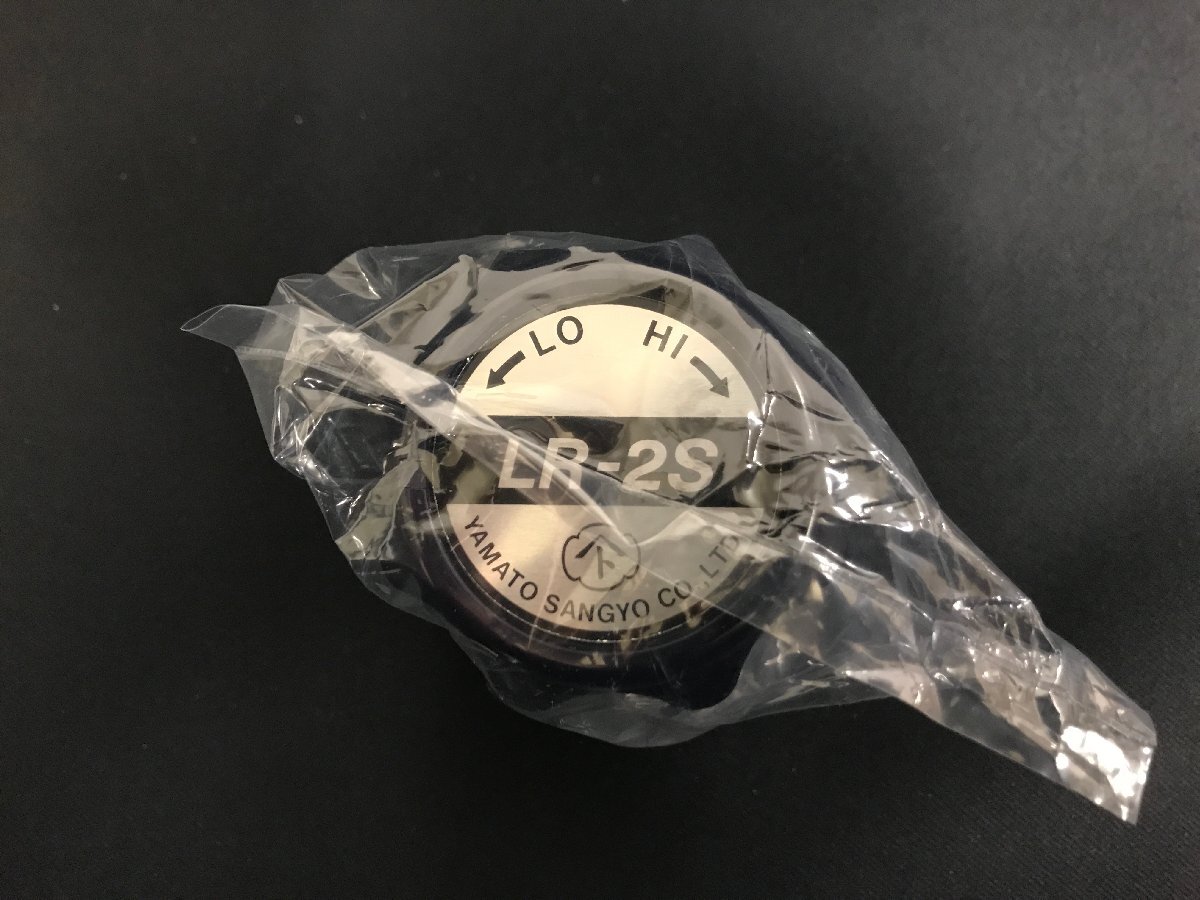 LO HI
LR-2S
YAMATO SANGYO CO.,LTD